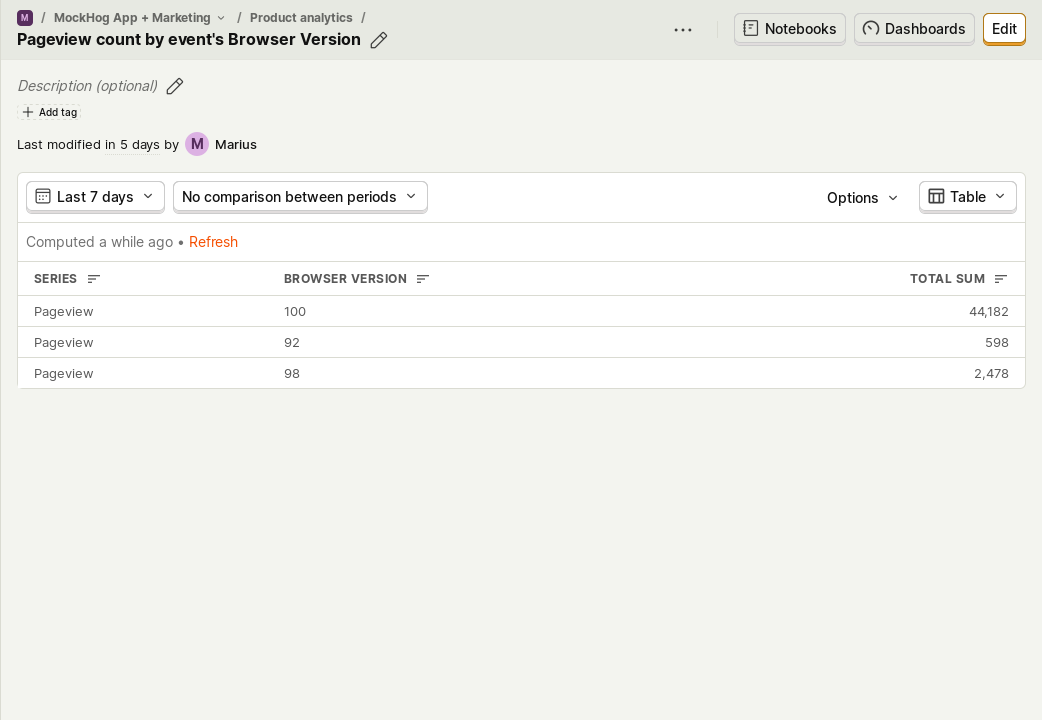 M / MockHog App + Marketing / Product analytics /
Pageview count by event's Browser Version
Notebooks Dashboards Edit
Description (optional)
Add tag
Last modified in 5 days by M Marius
Last 7 days No comparison between periods Options Table
Computed a while ago • Refresh
SERIES BROWSER VERSION TOTAL SUM
Pageview 100 44,182
Pageview 92 598
Pageview 98 2,478